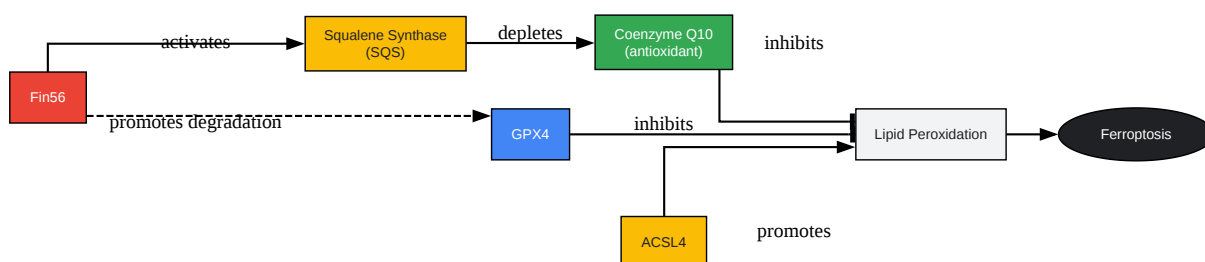 activates
Squalene Synthase
(SQS)
depletes
Coenzyme Q10
(antioxidant)
inhibits
Fin56
promotes degradation
GPX4
inhibits
Lipid Peroxidation
Ferroptosis
ACSL4
promotes